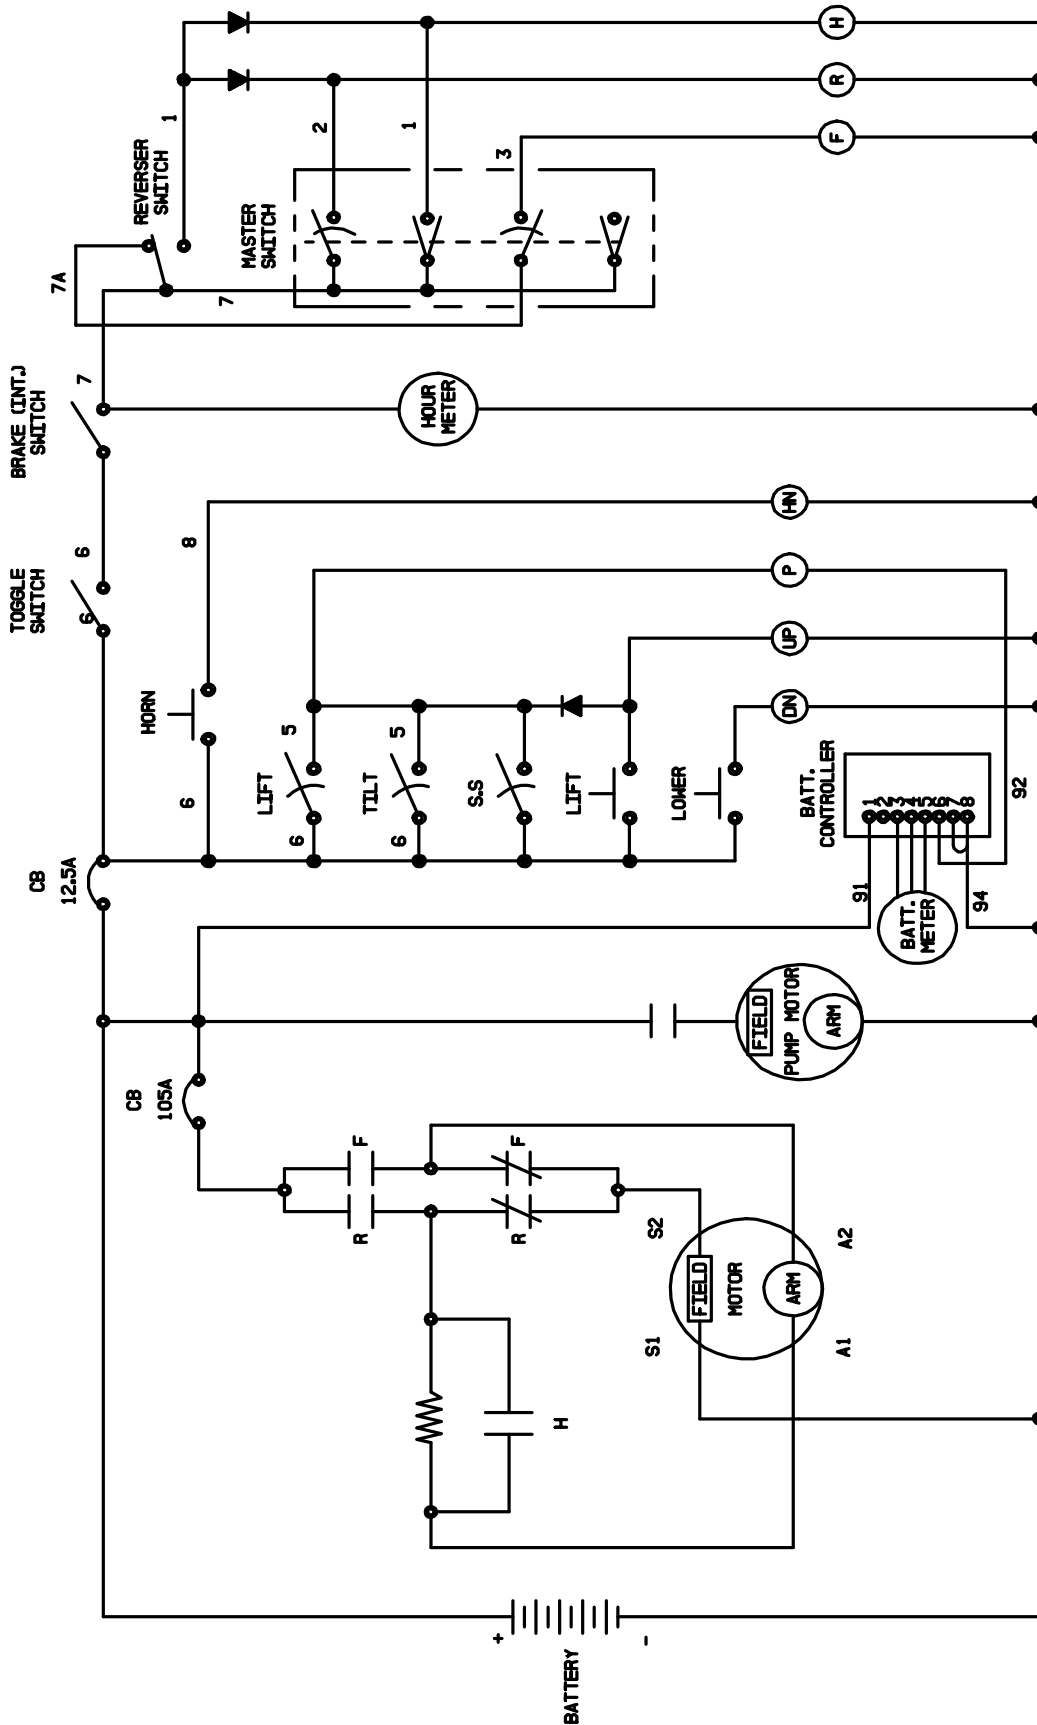 BATTERY
+
-
CB
105A
R
F
R
F
H
S1
S2
FIELD
MOTOR
ARM
A1
A2
FIELD
PUMP MOTOR
ARM
CB
12.5A
BATT.
CONTROLLER
1
2
3
4
5
6
7
8
91
BATT.
METER
94
92
HORN
6
8
LIFT
6
5
TILT
6
5
S.S
LIFT
LOWER
DN
UP
P
HN
TOGGLE
SWITCH
6
6
BRAKE (INT.)
SWITCH
7
HOUR
METER
7A
7
REVERSER
SWITCH
1
MASTER
SWITCH
2
1
3
F
R
H